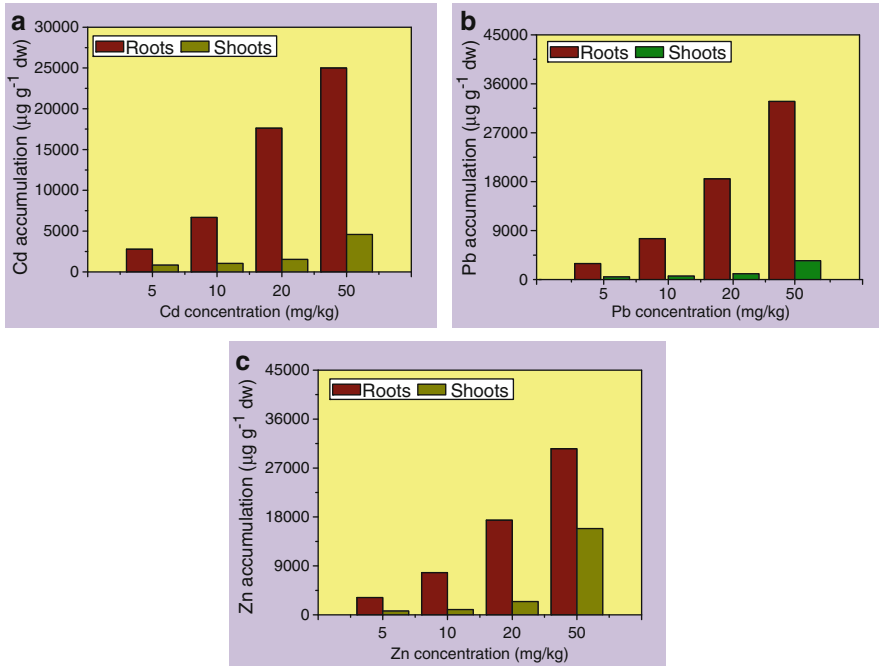 a
30000
25000
20000
15000
10000
5000
0
Cd accumulation (µg g⁻¹ dw)
Roots Shoots
5 10 20 50
Cd concentration (mg/kg)
b
45000
36000
27000
18000
9000
0
Pb accumulation (µg g⁻¹ dw)
Roots Shoots
5 10 20 50
Pb concentration (mg/kg)
c
45000
36000
27000
18000
9000
0
Zn accumulation (µg g⁻¹ dw)
Roots Shoots
5 10 20 50
Zn concentration (mg/kg)